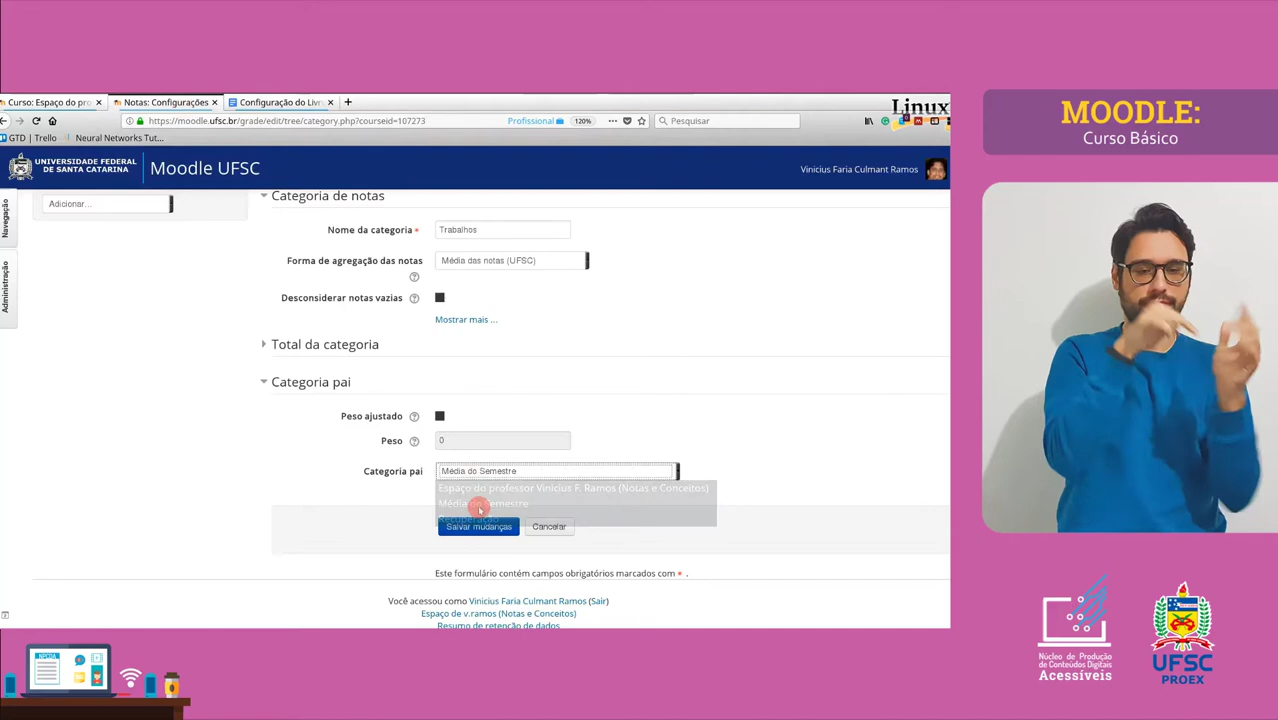 Curso: Espaço do pro
Notas: Configurações
Configuração do Livr
Linux
https://moodle.ufsc.br/grade/edit/tree/category.php?courseid=107273
Profissional
120%
Pesquisar
GTD | Trello
Neural Networks Tut...
UNIVERSIDADE FEDERAL
DE SANTA CATARINA
Moodle UFSC
Vinicius Faria Culmant Ramos
Navegação
Administração
Adicionar...
Categoria de notas
Nome da categoria *
Trabalhos
Forma de agregação das notas
Média das notas (UFSC)
Desconsiderar notas vazias
Mostrar mais ...
Total da categoria
Categoria pai
Peso ajustado
Peso
0
Categoria pai
Média do Semestre
Espaço do professor Vinicius F. Ramos (Notas e Conceitos)
Média do Semestre
Recuperação
Salvar mudanças
Cancelar
Este formulário contém campos obrigatórios marcados com * .
Você acessou como Vinicius Faria Culmant Ramos (Sair)
Espaço de v.ramos (Notas e Conceitos)
Resumo de retenção de dados
MOODLE:
Curso Básico
Núcleo de Produção
de Conteúdos Digitais
Acessíveis
UFSC
PROEX